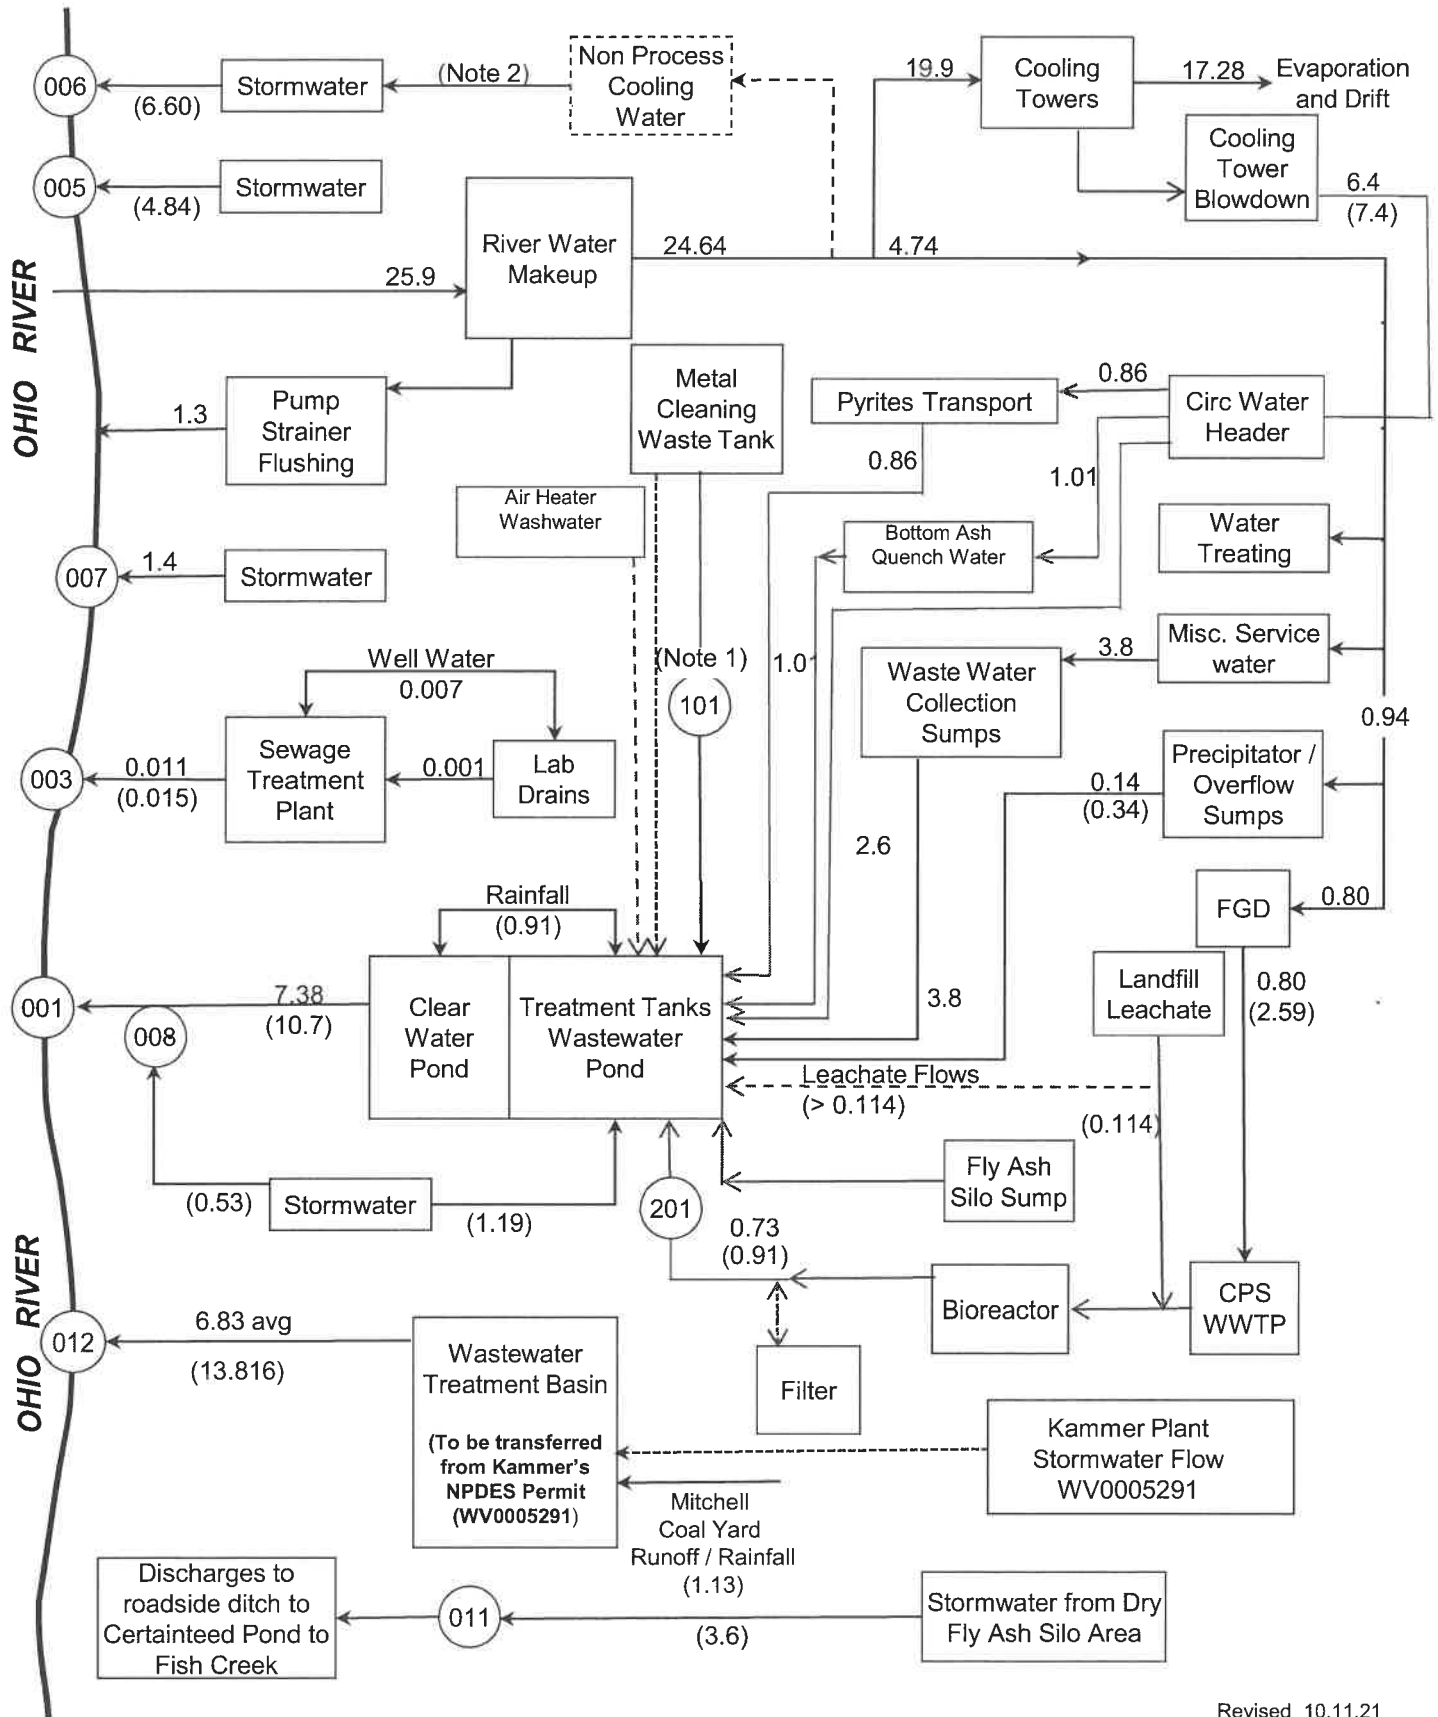 006
(6.60)
Stormwater
(Note 2)
Non Process
Cooling
Water
19.9
Cooling
Towers
17.28
Evaporation
and Drift
Cooling
Tower
Blowdown
6.4
(7.4)
005
(4.84)
Stormwater
River Water
Makeup
24.64
4.74
OHIO RIVER
25.9
Pump
Strainer
Flushing
1.3
Metal
Cleaning
Waste Tank
Pyrites Transport
0.86
Circ Water
Header
0.86
1.01
Air Heater
Washwater
Bottom Ash
Quench Water
Water
Treating
007
1.4
Stormwater
Well Water
0.007
(Note 1)
101
1.01
Waste Water
Collection
Sumps
3.8
Misc. Service
water
0.94
003
0.011
(0.015)
Sewage
Treatment
Plant
0.001
Lab
Drains
0.14
(0.34)
Precipitator /
Overflow
Sumps
2.6
Rainfall
(0.91)
FGD
0.80
001
7.38
(10.7)
008
Clear
Water
Pond
Treatment Tanks
Wastewater
Pond
3.8
Landfill
Leachate
0.80
(2.59)
Leachate Flows
(> 0.114)
(0.114)
(0.53)
Stormwater
(1.19)
201
Fly Ash
Silo Sump
0.73
(0.91)
Bioreactor
CPS
WWTP
OHIO RIVER
012
6.83 avg
(13.816)
Wastewater
Treatment Basin
(To be transferred
from Kammer's
NPDES Permit
(WV0005291)
Filter
Kammer Plant
Stormwater Flow
WV0005291
Mitchell
Coal Yard
Runoff / Rainfall
(1.13)
Discharges to
roadside ditch to
Certainteed Pond to
Fish Creek
011
(3.6)
Stormwater from Dry
Fly Ash Silo Area
Revised 10.11.21